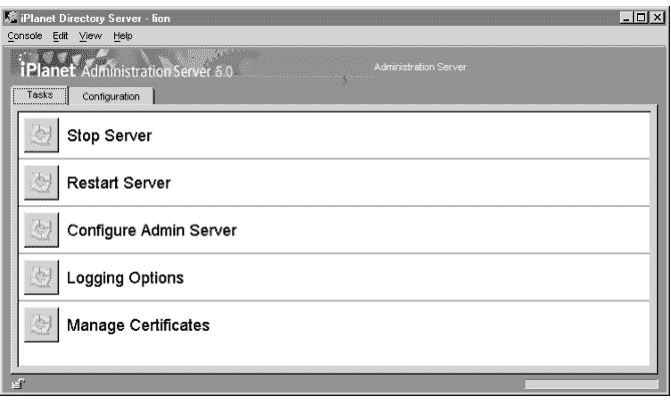 iPlanet Directory Server - lion
Console Edit View Help
iPlanet Administration Server 5.0
Administration Server
Tasks Configuration
Stop Server
Restart Server
Configure Admin Server
Logging Options
Manage Certificates